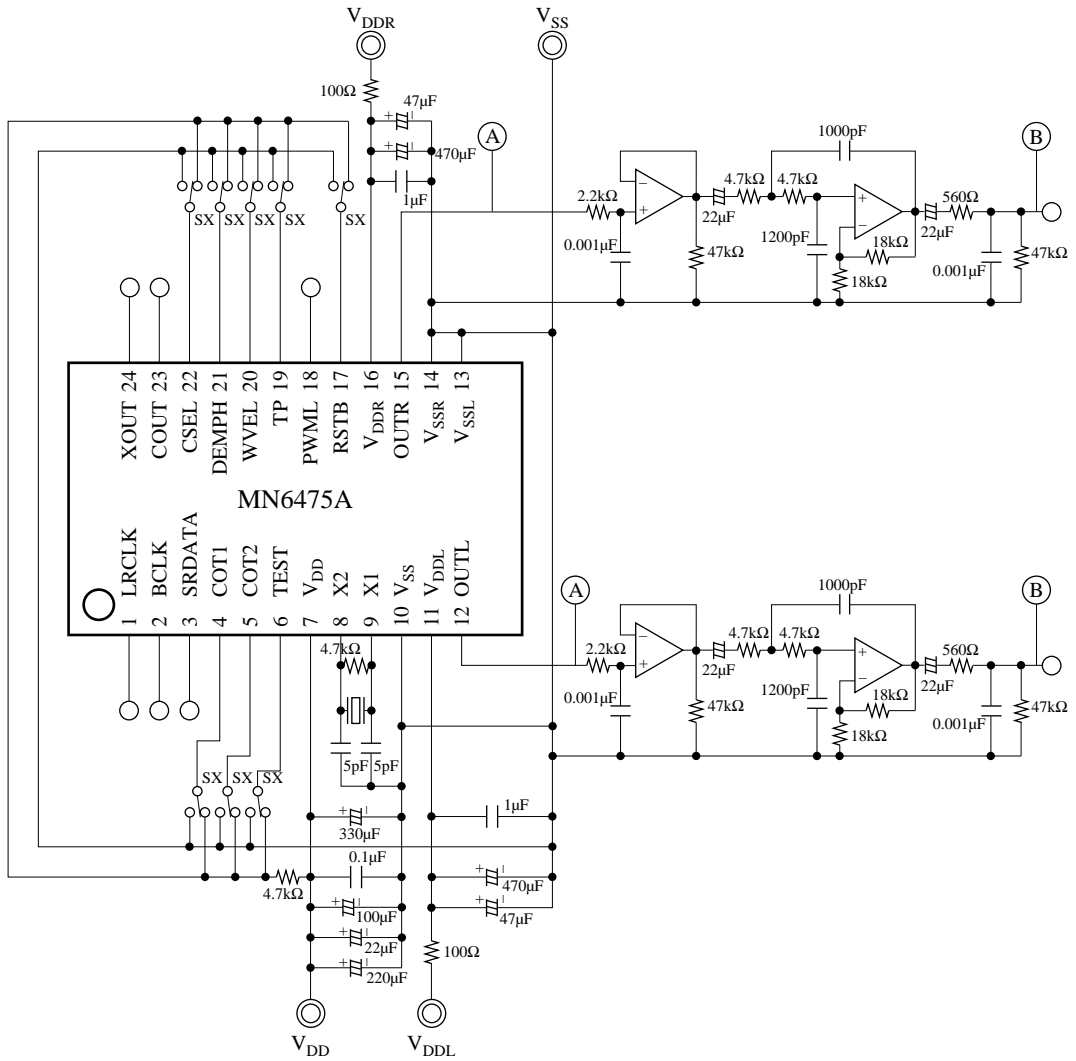 V_DDR V_SS
100Ω
47μF
470μF
1μF
A
2.2kΩ
0.001μF
− +
22μF
47kΩ
4.7kΩ 4.7kΩ
1000pF
1200pF
+ −
18kΩ
18kΩ
22μF
560Ω
0.001μF
47kΩ
B
SX SX SX SX SX
XOUT 24
COUT 23
CSEL 22
DEMPH 21
WVEL 20
TP 19
PWML 18
RSTB 17
V_DDR 16
OUTR 15
V_SSR 14
V_SSL 13
MN6475A
1 LRCLK
2 BCLK
3 SRDATA
4 COT1
5 COT2
6 TEST
7 V_DD
8 X2
9 X1
10 V_SS
11 V_DDL
12 OUTL
4.7kΩ
5pF 5pF
SX SX SX
330μF
0.1μF
4.7kΩ
100μF
22μF
220μF
1μF
470μF
47μF
100Ω
V_DD V_DDL
A
2.2kΩ
0.001μF
− +
22μF
47kΩ
4.7kΩ 4.7kΩ
1000pF
1200pF
+ −
18kΩ
18kΩ
22μF
560Ω
0.001μF
47kΩ
B